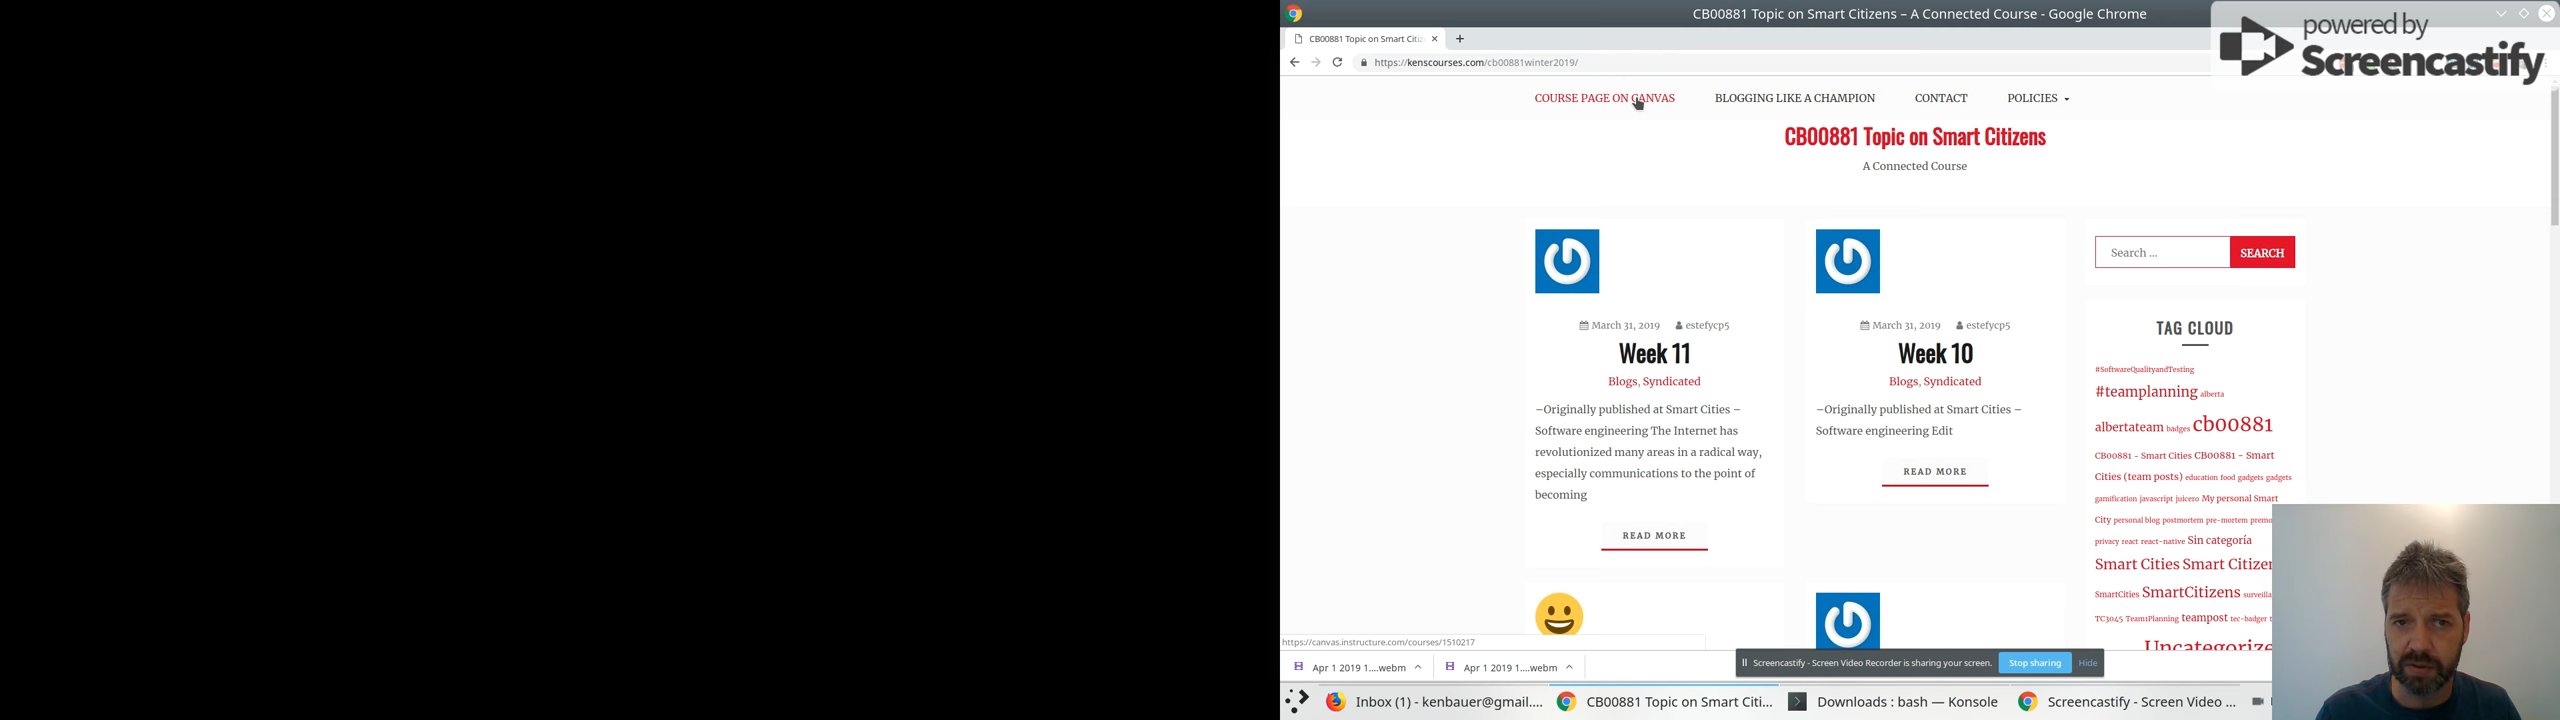 CB00881 Topic on Smart Citizens – A Connected Course - Google Chrome
powered by
Screencastify
CB00881 Topic on Smart Citiz
https://kenscourses.com/cb00881winter2019/
COURSE PAGE ON CANVAS BLOGGING LIKE A CHAMPION CONTACT POLICIES
CB00881 Topic on Smart Citizens
A Connected Course
Search ... SEARCH
March 31, 2019 estefycp5
Week 11
Blogs, Syndicated
–Originally published at Smart Cities –
Software engineering The Internet has
revolutionized many areas in a radical way,
especially communications to the point of
becoming
READ MORE
March 31, 2019 estefycp5
Week 10
Blogs, Syndicated
–Originally published at Smart Cities –
Software engineering Edit
READ MORE
TAG CLOUD
#SoftwareQualityandTesting
#teamplanning alberta
albertateam badges cb00881
CB00881 - Smart Cities CB00881 - Smart
Cities (team posts) education food gadgets gadgets
gamification javascript juicero My personal Smart
City personal blog postmortem pre-mortem premo
privacy react react-native Sin categoría
Smart Cities Smart Citizen
SmartCities SmartCitizens surveilla
TC3045 Team1Planning teampost tec-badger t
Uncategorize
https://canvas.instructure.com/courses/1510217
Apr 1 2019 1....webm Apr 1 2019 1....webm
Screencastify - Screen Video Recorder is sharing your screen. Stop sharing Hide
Inbox (1) - kenbauer@gmail.... CB00881 Topic on Smart Citi... Downloads : bash — Konsole Screencastify - Screen Video ...